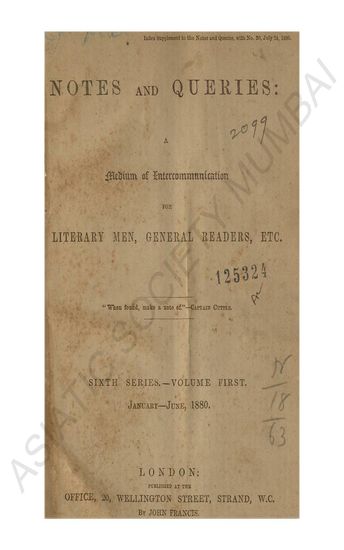 Index Supplement to the Notes and Queries, with No. 30, July 24, 1880.
NOTES AND QUERIES:
2099
A
Medium of Intercommunication
FOR
LITERARY MEN, GENERAL READERS, ETC.
125324
"When found, make a note of."—CAPTAIN CUTTLE.
SIXTH SERIES.—VOLUME FIRST.
JANUARY—JUNE, 1880.
N
18
63
LONDON:
PUBLISHED AT THE
OFFICE, 20, WELLINGTON STREET, STRAND, W.C.
BY JOHN FRANCIS.
ASIATIC SOCIETY MUMBAI